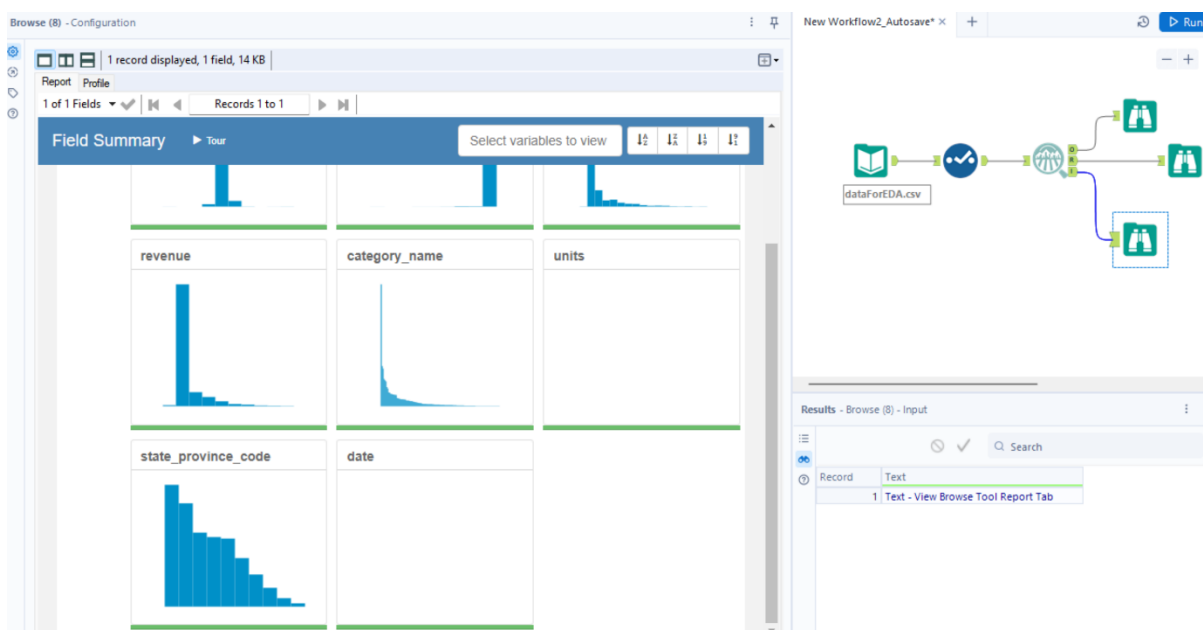 Browse (8) - Configuration
1 record displayed, 1 field, 14 KB
Report Profile
1 of 1 Fields Records 1 to 1
Field Summary Tour Select variables to view
revenue category_name units
state_province_code date
New Workflow2_Autosave* × + Run
dataForEDA.csv
O
R
I
Results - Browse (8) - Input
Search
Record Text
1 Text - View Browse Tool Report Tab